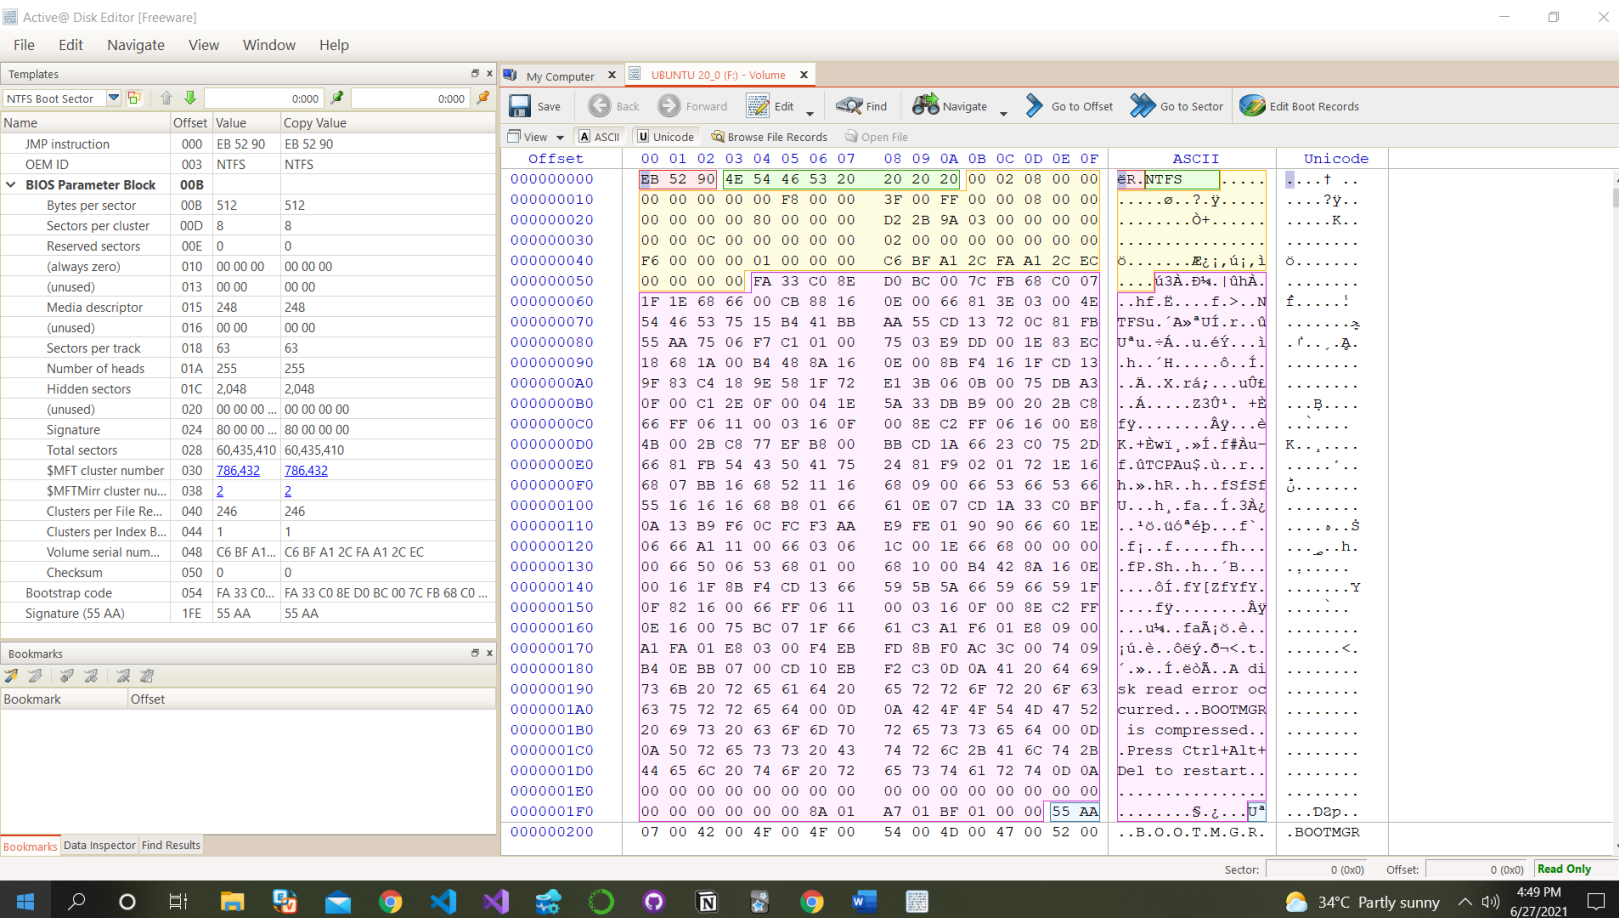 Active@ Disk Editor [Freeware]
File Edit Navigate View Window Help
Templates
NTFS Boot Sector 0:000 0:000
Name Offset Value Copy Value
JMP instruction 000 EB 52 90 EB 52 90
OEM ID 003 NTFS NTFS
BIOS Parameter Block 00B
Bytes per sector 00B 512 512
Sectors per cluster 00D 8 8
Reserved sectors 00E 0 0
(always zero) 010 00 00 00 00 00 00
(unused) 013 00 00 00 00
Media descriptor 015 248 248
(unused) 016 00 00 00 00
Sectors per track 018 63 63
Number of heads 01A 255 255
Hidden sectors 01C 2,048 2,048
(unused) 020 00 00 00 ... 00 00 00 00
Signature 024 80 00 00 00 80 00 00 00
Total sectors 028 60,435,410 60,435,410
$MFT cluster number 030 786,432 786,432
$MFTMirr cluster nu... 038 2 2
Clusters per File Re... 040 246 246
Clusters per Index B... 044 1 1
Volume serial num... 048 C6 BF A1... C6 BF A1 2C FA A1 2C EC
Checksum 050 0 0
Bootstrap code 054 FA 33 C0... FA 33 C0 8E D0 BC 00 7C FB 68 C0 ...
Signature (55 AA) 1FE 55 AA 55 AA
Bookmarks
Bookmark Offset
Bookmarks Data Inspector Find Results
My Computer UBUNTU 20_0 (F:) - Volume
Save Back Forward Edit Find Navigate Go to Offset Go to Sector Edit Boot Records
View A ASCII U Unicode Browse File Records Open File
Offset 00 01 02 03 04 05 06 07 08 09 0A 0B 0C 0D 0E 0F ASCII Unicode
000000000 EB 52 90 4E 54 46 53 20 20 20 20 00 02 08 00 00 ëR.NTFS
000000010 00 00 00 00 00 F8 00 00 3F 00 FF 00 00 08 00 00
000000020 00 00 00 00 80 00 00 00 D2 2B 9A 03 00 00 00 00
000000030 00 00 0C 00 00 00 00 00 02 00 00 00 00 00 00 00
000000040 F6 00 00 00 01 00 00 00 C6 BF A1 2C FA A1 2C EC
000000050 00 00 00 00 FA 33 C0 8E D0 BC 00 7C FB 68 C0 07
000000060 1F 1E 68 66 00 CB 88 16 0E 00 66 81 3E 03 00 4E
000000070 54 46 53 75 15 B4 41 BB AA 55 CD 13 72 0C 81 FB
000000080 55 AA 75 06 F7 C1 01 00 75 03 E9 DD 00 1E 83 EC
000000090 18 68 1A 00 B4 48 8A 16 0E 00 8B F4 16 1F CD 13
0000000A0 9F 83 C4 18 9E 58 1F 72 E1 3B 06 0B 00 75 DB A3
0000000B0 0F 00 C1 2E 0F 00 04 1E 5A 33 DB B9 00 20 2B C8
0000000C0 66 FF 06 11 00 03 16 0F 00 8E C2 FF 06 16 00 E8
0000000D0 4B 00 2B C8 77 EF B8 00 BB CD 1A 66 23 C0 75 2D
0000000E0 66 81 FB 54 43 50 41 75 24 81 F9 02 01 72 1E 16
0000000F0 68 07 BB 16 68 52 11 16 68 09 00 66 53 66 53 66
000000100 55 16 16 16 68 B8 01 66 61 0E 07 CD 1A 33 C0 BF
000000110 0A 13 B9 F6 0C FC F3 AA E9 FE 01 90 90 66 60 1E
000000120 06 66 A1 11 00 66 03 06 1C 00 1E 66 68 00 00 00
000000130 00 66 50 06 53 68 01 00 68 10 00 B4 42 8A 16 0E
000000140 00 16 1F 8B F4 CD 13 66 59 5B 5A 66 59 66 59 1F
000000150 0F 82 16 00 66 FF 06 11 00 03 16 0F 00 8E C2 FF
000000160 0E 16 00 75 BC 07 1F 66 61 C3 A1 F6 01 E8 09 00
000000170 A1 FA 01 E8 03 00 F4 EB FD 8B F0 AC 3C 00 74 09
000000180 B4 0E BB 07 00 CD 10 EB F2 C3 0D 0A 41 20 64 69
000000190 73 6B 20 72 65 61 64 20 65 72 72 6F 72 20 6F 63 sk read error oc
0000001A0 63 75 72 72 65 64 00 0D 0A 42 4F 4F 54 4D 47 52 curred...BOOTMGR
0000001B0 20 69 73 20 63 6F 6D 70 72 65 73 73 65 64 00 0D is compressed..
0000001C0 0A 50 72 65 73 73 20 43 74 72 6C 2B 41 6C 74 2B .Press Ctrl+Alt+
0000001D0 44 65 6C 20 74 6F 20 72 65 73 74 61 72 74 0D 0A Del to restart..
0000001E0 00 00 00 00 00 00 00 00 00 00 00 00 00 00 00 00
0000001F0 00 00 00 00 00 00 8A 01 A7 01 BF 01 00 00 55 AA
000000200 07 00 42 00 4F 00 4F 00 54 00 4D 00 47 00 52 00 ..B.O.O.T.M.G.R. .BOOTMGR
Sector: 0 (0x0) Offset: 0 (0x0) Read Only
34°C Partly sunny 4:49 PM
6/27/2021